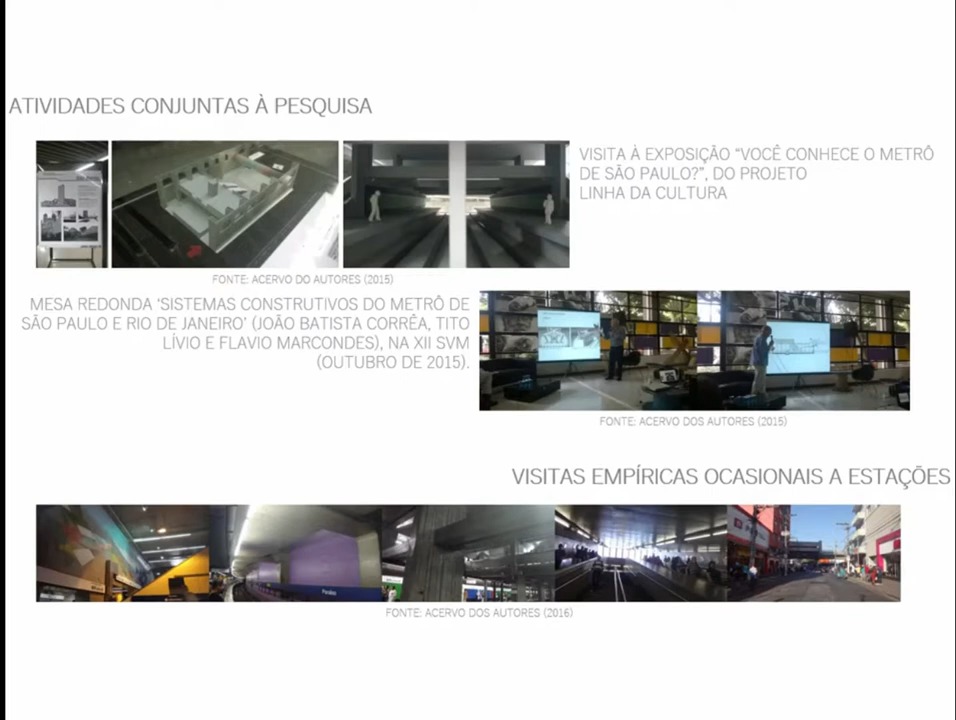 ATIVIDADES CONJUNTAS À PESQUISA
VISITA À EXPOSIÇÃO “VOCÊ CONHECE O METRÔ
DE SÃO PAULO?”, DO PROJETO
LINHA DA CULTURA
FONTE: ACERVO DO AUTORES (2015)
MESA REDONDA ‘SISTEMAS CONSTRUTIVOS DO METRÔ DE
SÃO PAULO E RIO DE JANEIRO’ (JOÃO BATISTA CORRÊA, TITO
LÍVIO E FLAVIO MARCONDES), NA XII SVM
(OUTUBRO DE 2015).
FONTE: ACERVO DOS AUTORES (2015)
VISITAS EMPÍRICAS OCASIONAIS A ESTAÇÕES
FONTE: ACERVO DOS AUTORES (2016)